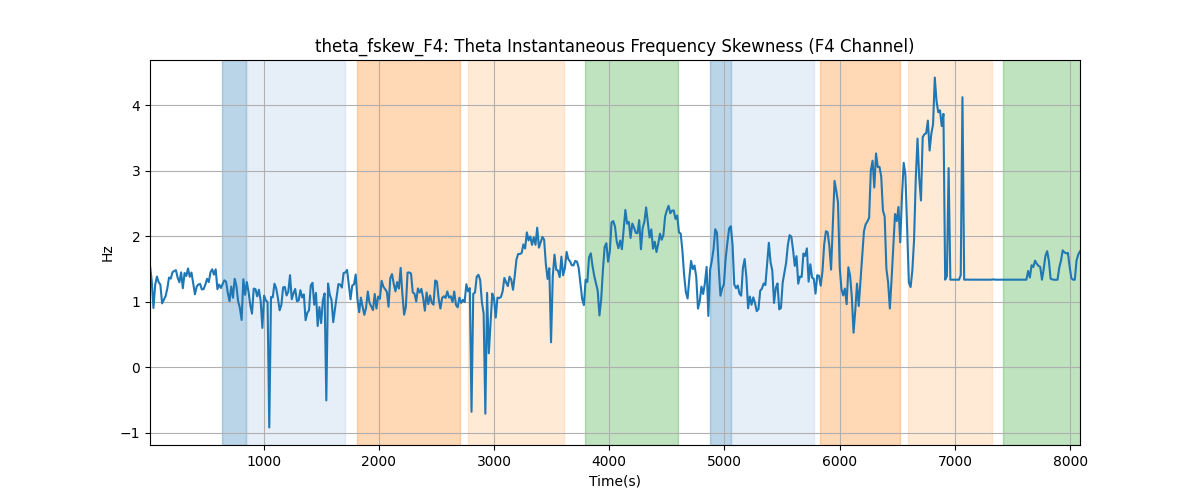 theta_fskew_F4: Theta Instantaneous Frequency Skewness (F4 Channel)
Hz
4
3
2
1
0
−1
1000 2000 3000 4000 5000 6000 7000 8000
Time(s)